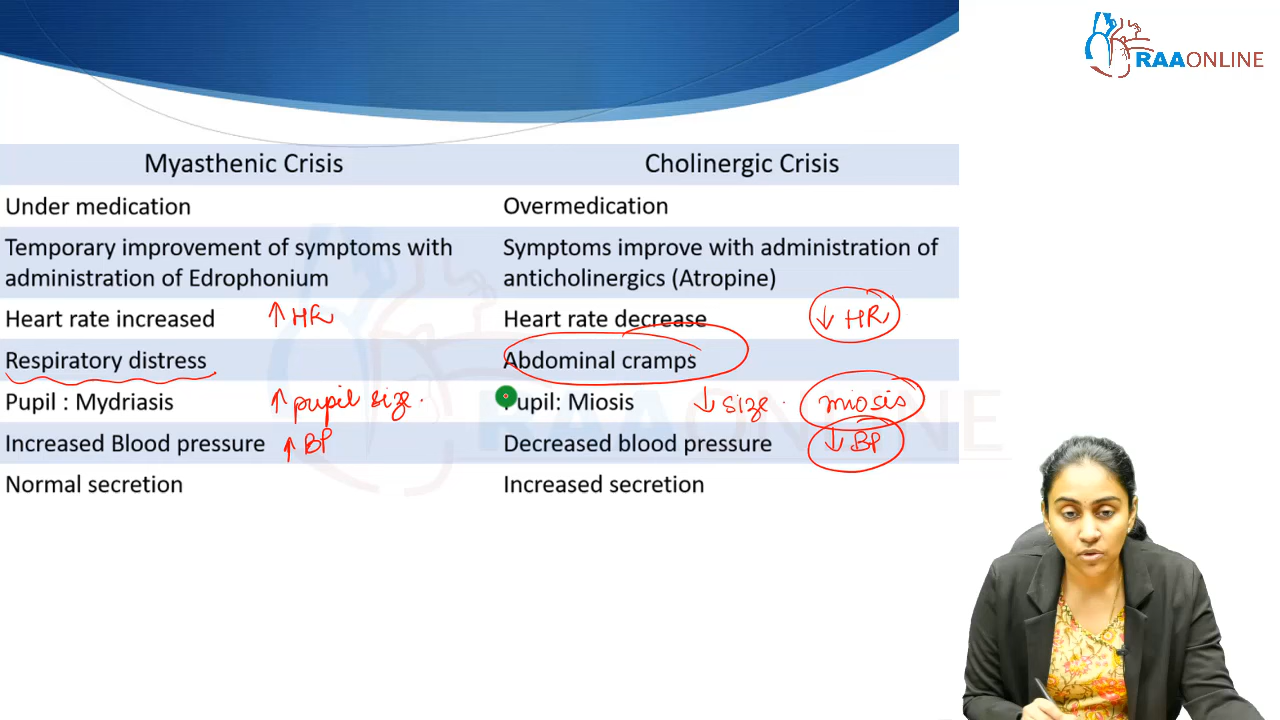 RAAONLINE
Myasthenic Crisis Cholinergic Crisis
Under medication Overmedication
Temporary improvement of symptoms with Symptoms improve with administration of
administration of Edrophonium anticholinergics (Atropine)
Heart rate increased ↑ HR Heart rate decrease ↓ HR
Respiratory distress Abdominal cramps
Pupil : Mydriasis ↑ pupil size. Pupil: Miosis ↓ size. miosis
Increased Blood pressure ↑ BP Decreased blood pressure ↓ BP
Normal secretion Increased secretion
RAAONLINE